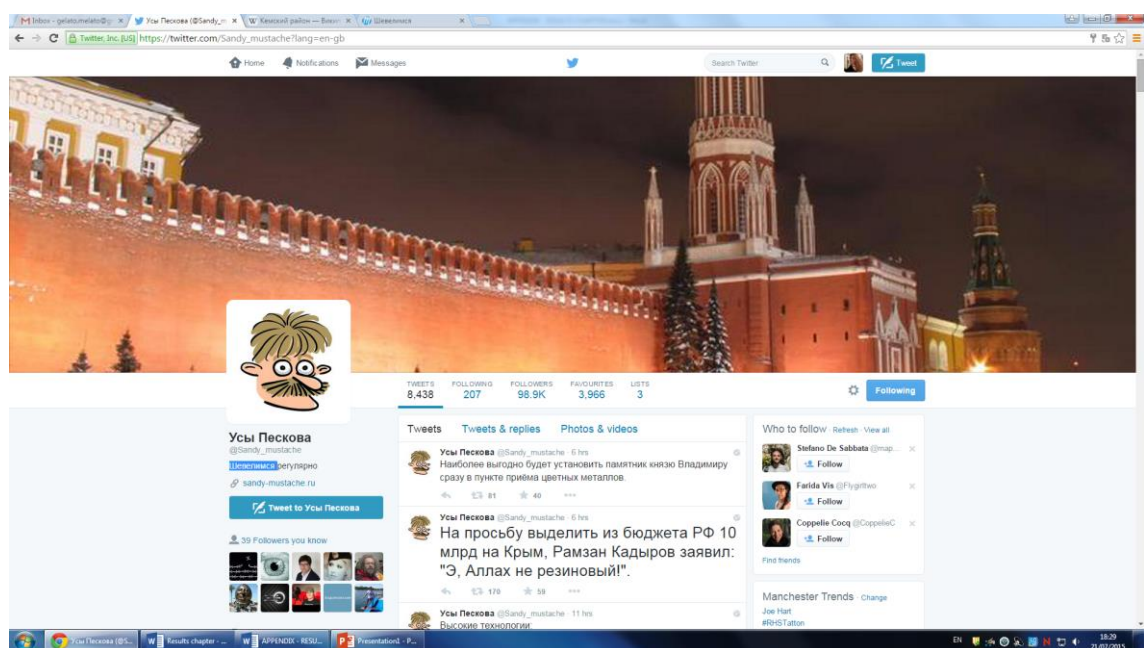 Inbox - gelato.melato@g
Усы Пескова (@Sandy_m
Кемский район — Вики
Шевелимся
Twitter, Inc. [US] https://twitter.com/Sandy_mustache?lang=en-gb
Home Notifications Messages
Search Twitter
Tweet
TWEETS FOLLOWING FOLLOWERS FAVOURITES LISTS
8,438 207 98.9K 3,966 3
Following
Усы Пескова
@Sandy_mustache
Шевелимся регулярно
sandy-mustache.ru
Tweet to Усы Пескова
39 Followers you know
Tweets Tweets & replies Photos & videos
Усы Пескова @Sandy_mustache · 6 hrs
Наиболее выгодно будет установить памятник князю Владимиру
сразу в пункте приёма цветных металлов.
81 40
Усы Пескова @Sandy_mustache · 6 hrs
На просьбу выделить из бюджета РФ 10
млрд на Крым, Рамзан Кадыров заявил:
"Э, Аллах не резиновый!".
170 59
Усы Пескова @Sandy_mustache · 11 hrs
Высокие технологии:
Who to follow · Refresh · View all
Stefano De Sabbata @map...
Follow
Farida Vis @Flygirltwo
Follow
Coppelie Cocq @CoppelieC
Follow
Find friends
Manchester Trends · Change
Joe Hart
#RHSTatton
Усы Пескова (@S...
Results chapter - ...
APPENDIX - RESU...
Presentation1 - P...
EN
18:29
21/07/2015